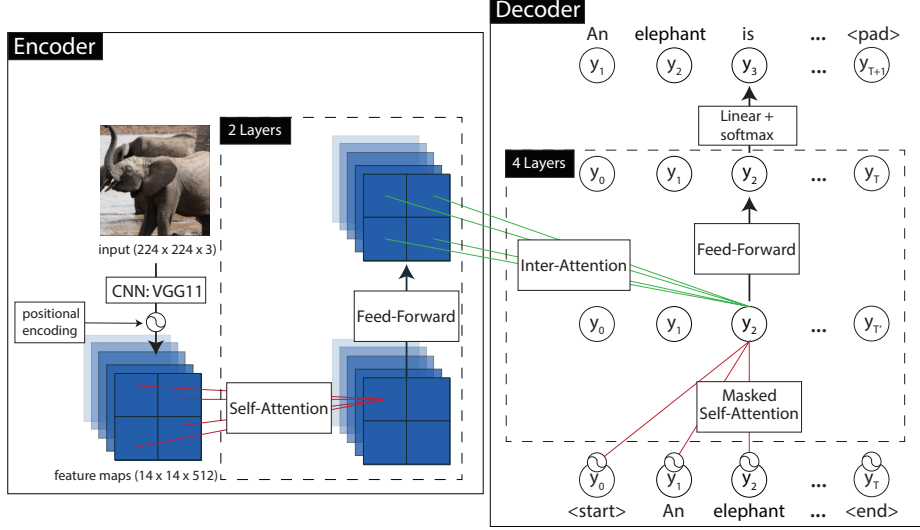 Encoder
2 Layers
input (224 x 224 x 3)
CNN: VGG11
positional
encoding
feature maps (14 x 14 x 512)
Self-Attention
Feed-Forward
Decoder
An elephant is ... <pad>
y1 y2 y3 ... yT+1
Linear +
softmax
4 Layers
y0 y1 y2 ... yT
Feed-Forward
Inter-Attention
y0 y1 y2 ... yT'
Masked
Self-Attention
y0 y1 y2 ... yT
<start> An elephant ... <end>